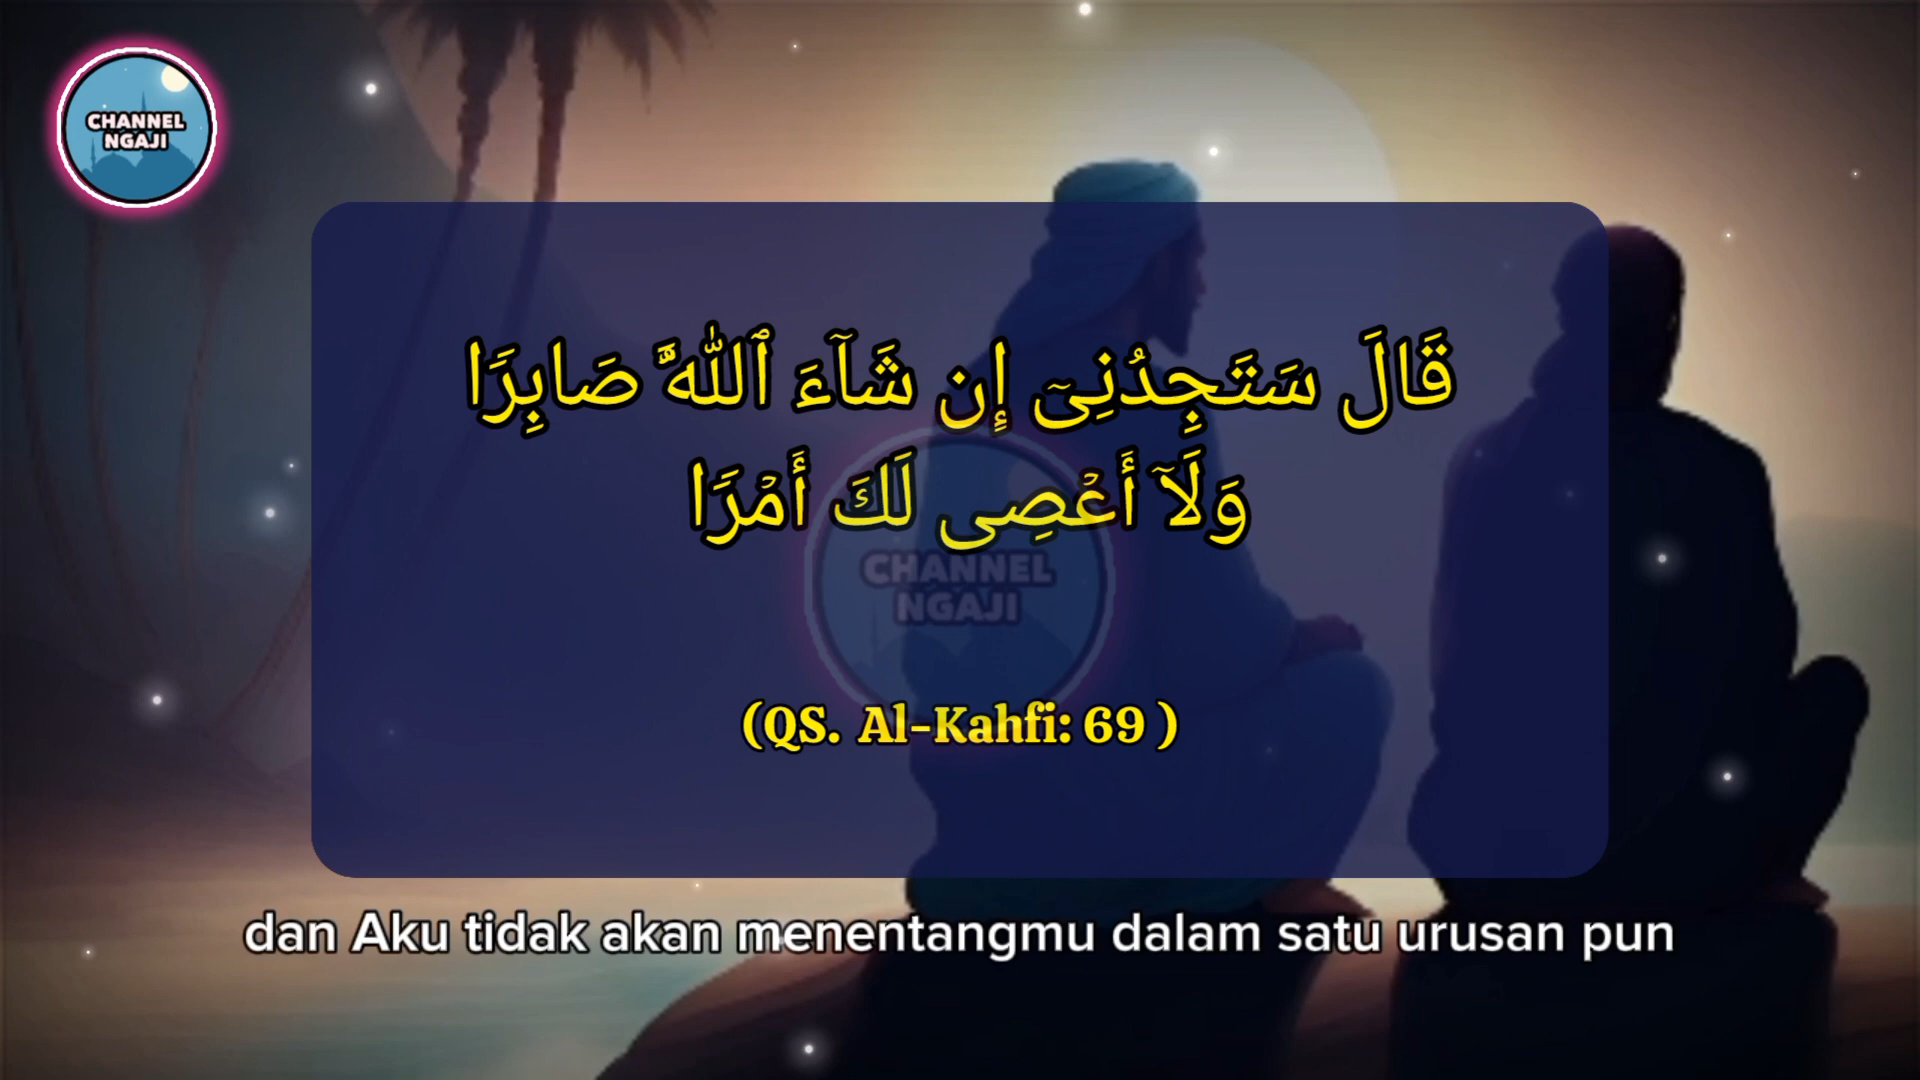 CHANNEL
NGAJI
قَالَ سَتَجِدُنِىٓ إِن شَآءَ ٱللَّهُ صَابِرًا
وَلَآ أَعْصِى لَكَ أَمْرًا
CHANNEL
NGAJI
(QS. Al-Kahfi: 69 )
dan Aku tidak akan menentangmu dalam satu urusan pun